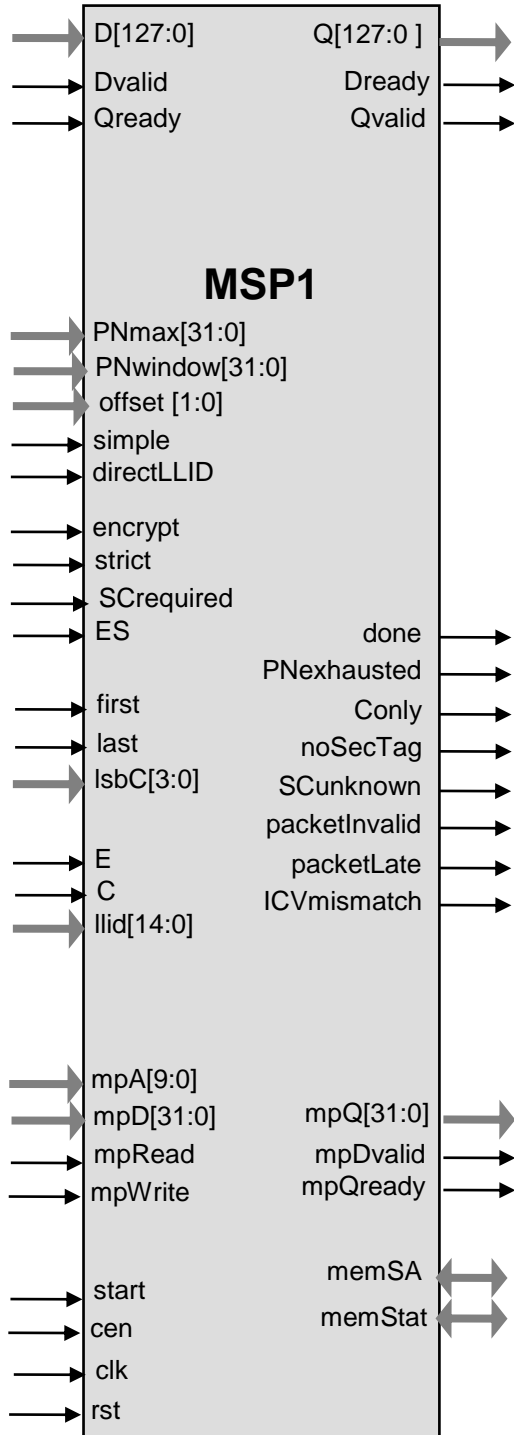 D[127:0] Q[127:0 ]
Dvalid Dready
Qready Qvalid
MSP1
PNmax[31:0]
PNwindow[31:0]
offset [1:0]
simple
directLLID
encrypt
strict
SCrequired
ES done
PNexhausted
first Conly
last noSecTag
lsbC[3:0] SCunknown
packetInvalid
E packetLate
C ICVmismatch
llid[14:0]
mpA[9:0]
mpD[31:0] mpQ[31:0]
mpRead mpDvalid
mpWrite mpQready
memSA
start memStat
cen
clk
rst